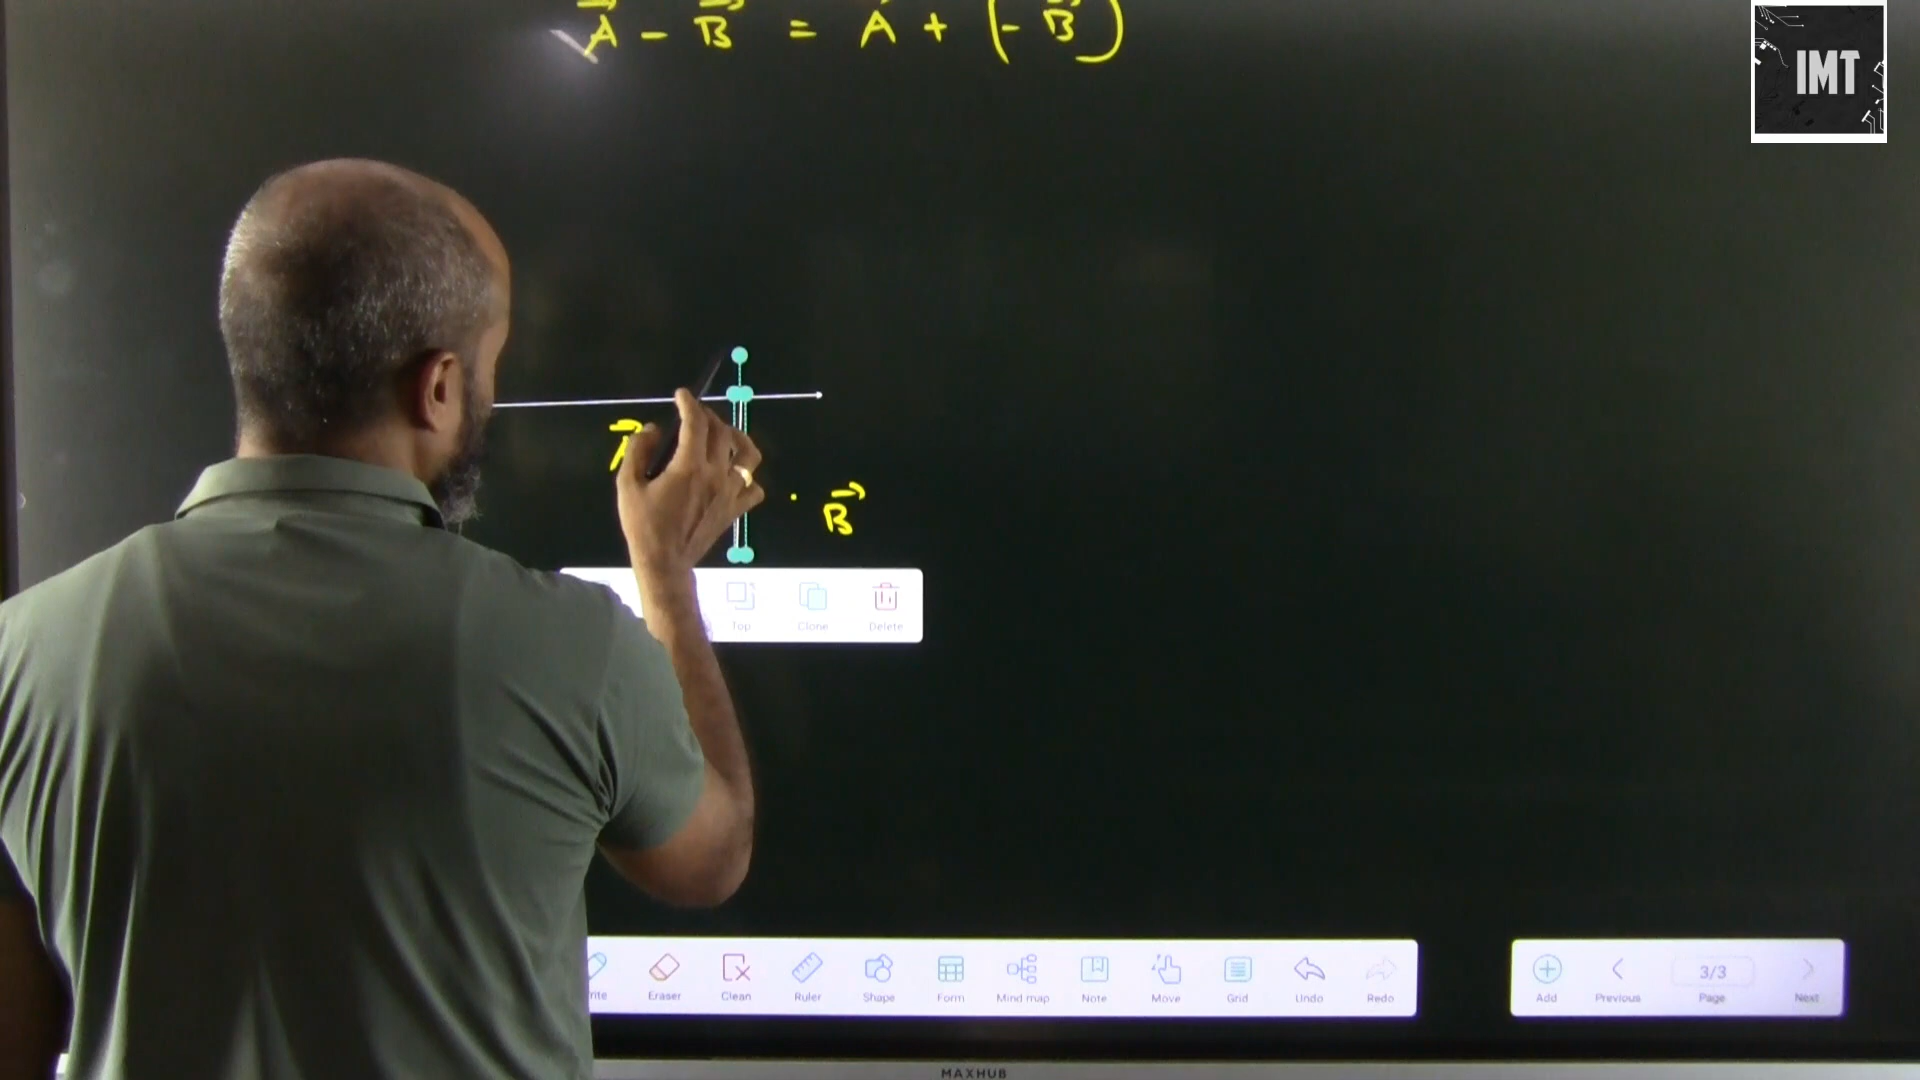 A⃗ - B⃗ = A⃗ + (- B⃗)
IMT
A⃗
B⃗
Top Clone Delete
Eraser Clean Ruler Shape Form Mind map Note Move Grid Undo Redo
Add Previous 3/3 Page Next
MAXHUB